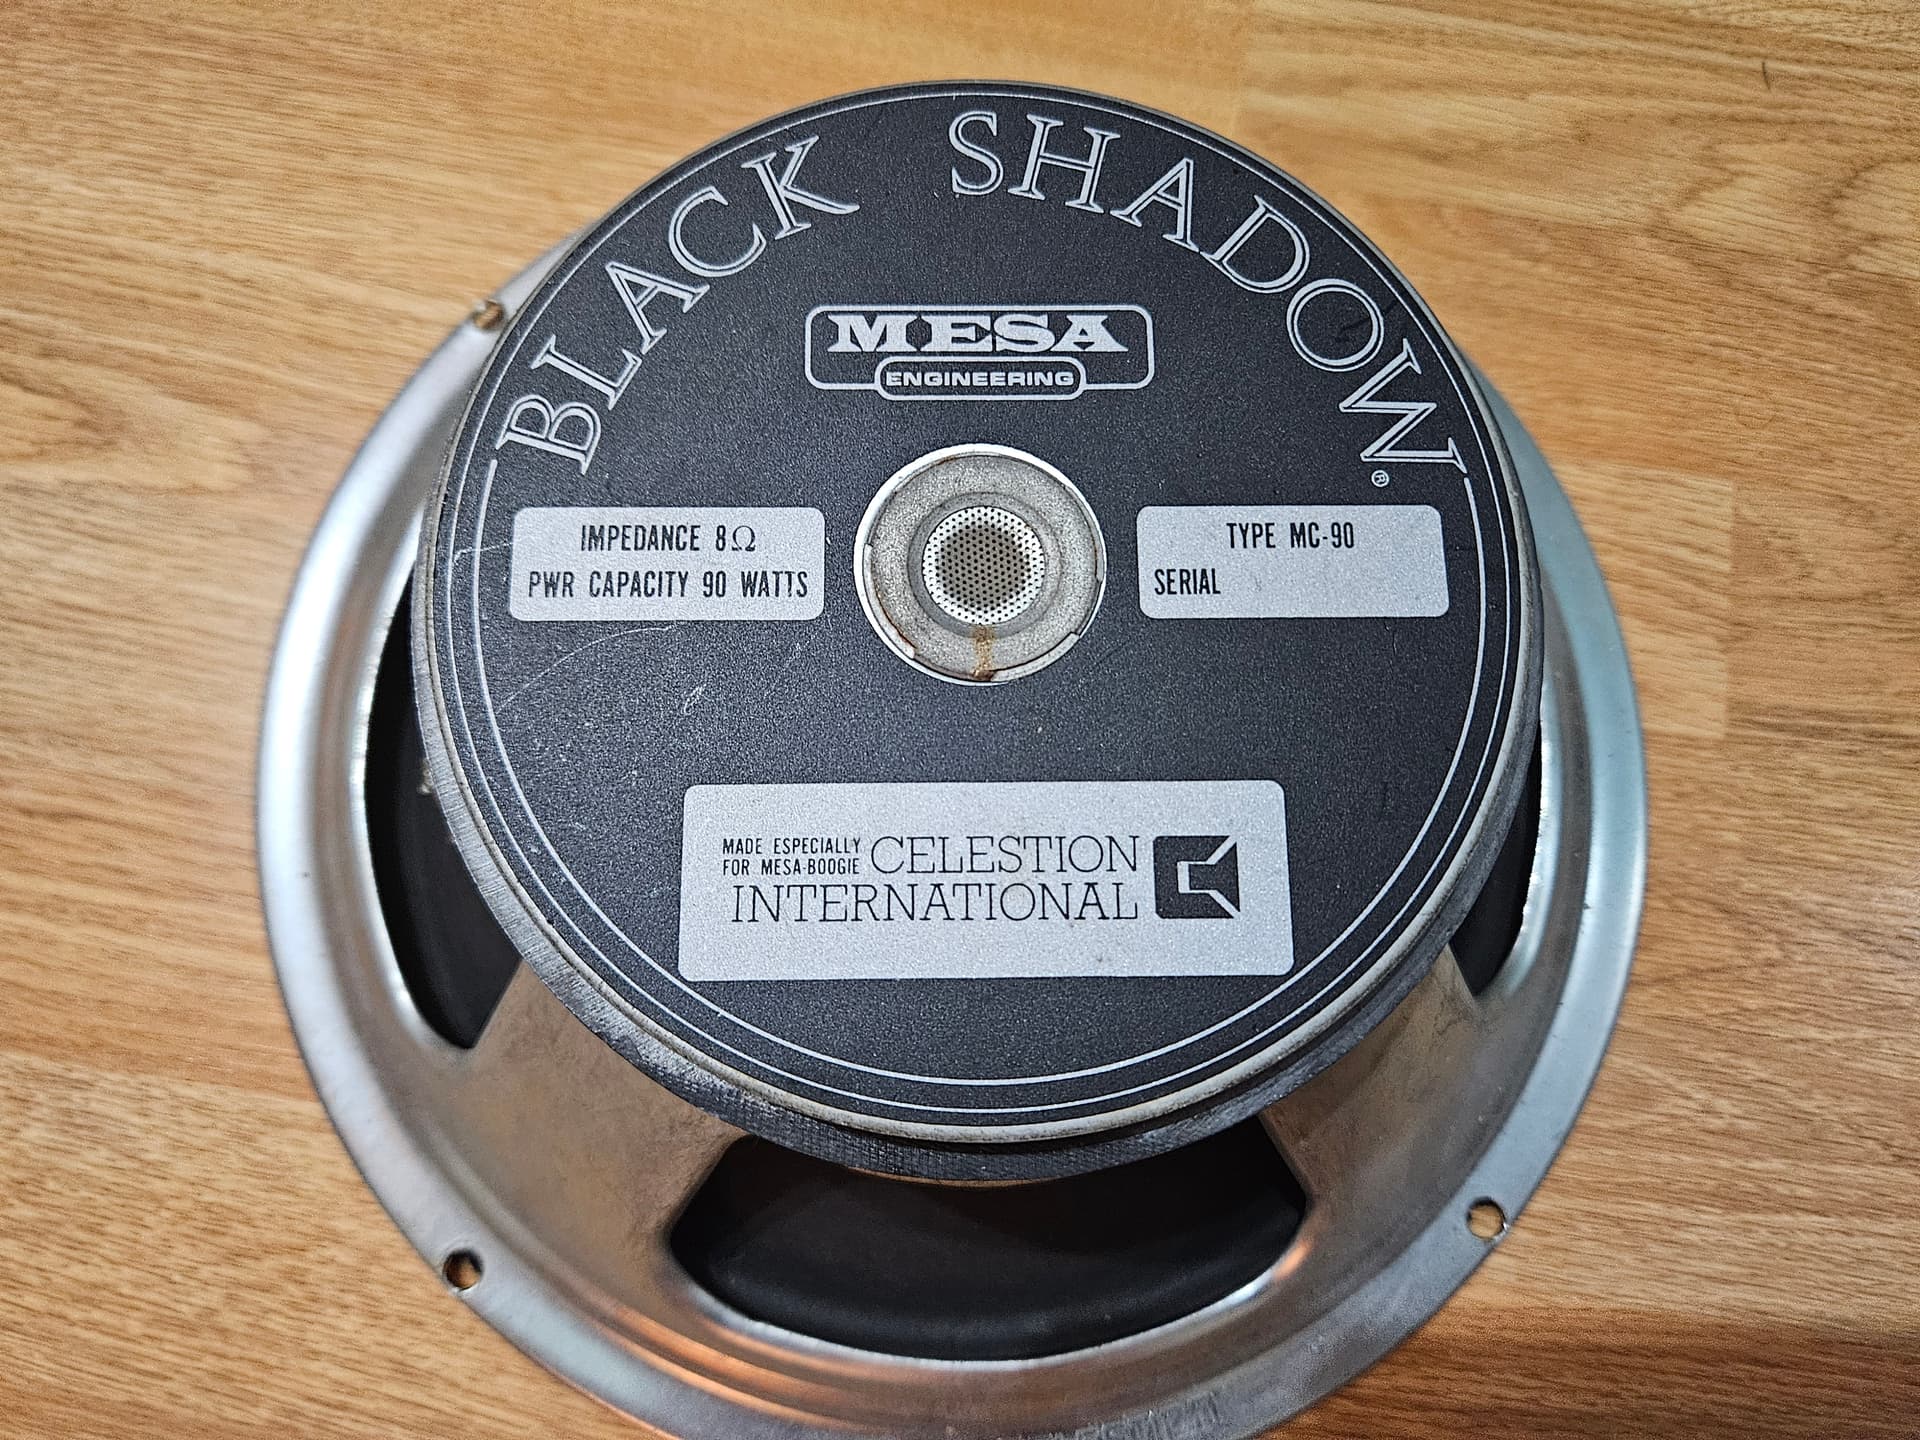 BLACK SHADOW®
MESA
ENGINEERING
IMPEDANCE 8Ω
PWR CAPACITY 90 WATTS
TYPE MC-90
SERIAL
MADE ESPECIALLY
FOR MESA-BOOGIE
CELESTION
INTERNATIONAL